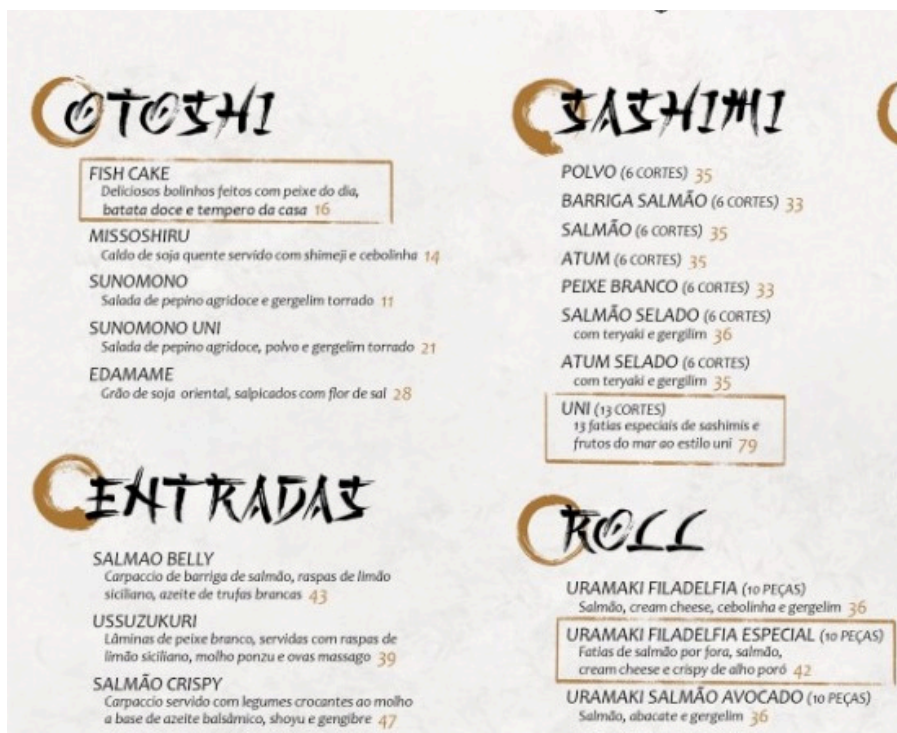 OTOSHI
FISH CAKE
Deliciosos bolinhos feitos com peixe do dia,
batata doce e tempero da casa 16
MISSOSHIRU
Caldo de soja quente servido com shimeji e cebolinha 14
SUNOMONO
Salada de pepino agridoce e gergelim torrado 11
SUNOMONO UNI
Salada de pepino agridoce, polvo e gergelim torrado 21
EDAMAME
Grão de soja oriental, salpicados com flor de sal 28
ENTRADAS
SALMAO BELLY
Carpaccio de barriga de salmão, raspas de limão
siciliano, azeite de trufas brancas 43
USSUZUKURI
Lâminas de peixe branco, servidas com raspas de
limão siciliano, molho ponzu e ovas massago 39
SALMÃO CRISPY
Carpaccio servido com legumes crocantes ao molho
a base de azeite balsâmico, shoyu e gengibre 47
SASHIMI
POLVO (6 CORTES) 35
BARRIGA SALMÃO (6 CORTES) 33
SALMÃO (6 CORTES) 35
ATUM (6 CORTES) 35
PEIXE BRANCO (6 CORTES) 33
SALMÃO SELADO (6 CORTES)
com teryaki e gergilim 36
ATUM SELADO (6 CORTES)
com teryaki e gergilim 35
UNI (13 CORTES)
13 fatias especiais de sashimis e
frutos do mar ao estilo uni 79
ROLL
URAMAKI FILADELFIA (10 PEÇAS)
Salmão, cream cheese, cebolinha e gergelim 36
URAMAKI FILADELFIA ESPECIAL (10 PEÇAS)
Fatias de salmão por fora, salmão,
cream cheese e crispy de alho poró 42
URAMAKI SALMÃO AVOCADO (10 PEÇAS)
Salmão, abacate e gergelim 36